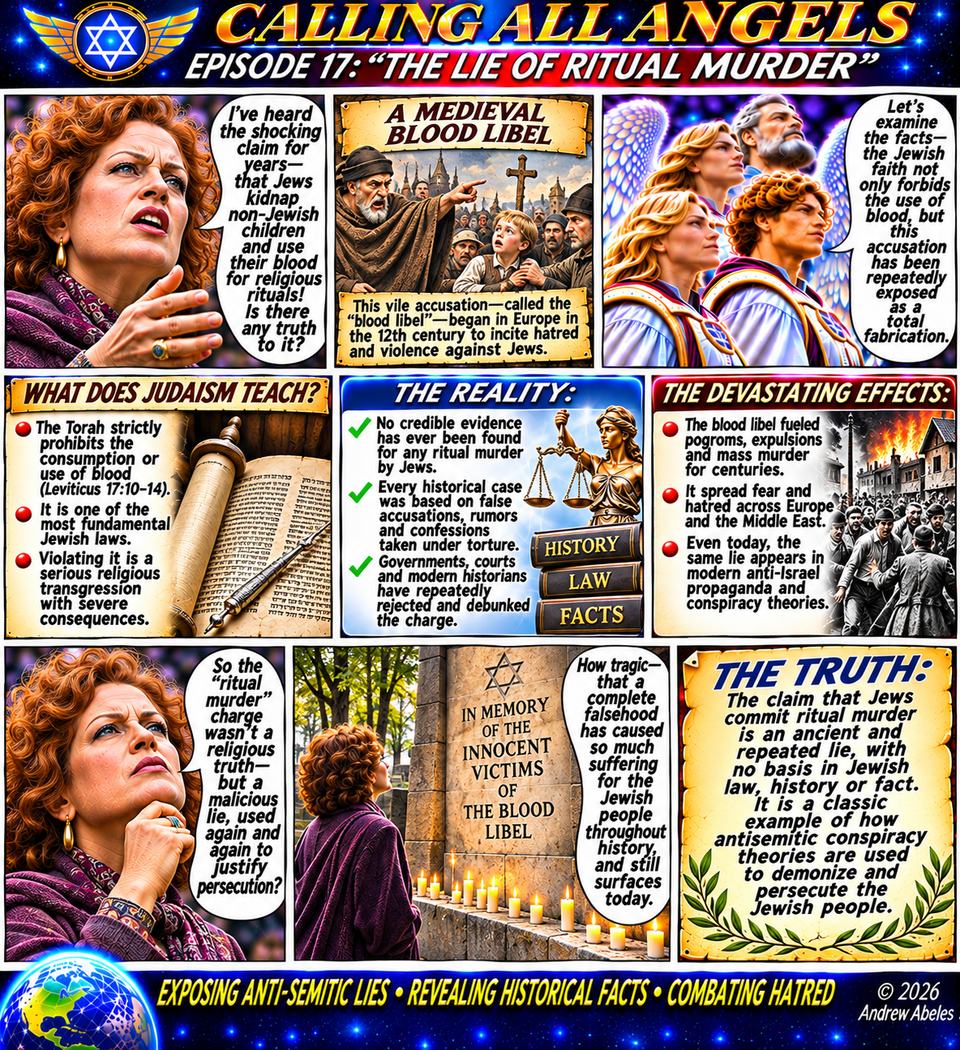 CALLING ALL ANGELS
EPISODE 17: “THE LIE OF RITUAL MURDER”
I've heard
the shocking
claim for
years—
that Jews
kidnap
non-Jewish
children
and use
their blood
for religious
rituals!
Is there
any truth
to it?
A MEDIEVAL
BLOOD LIBEL
This vile accusation—called the
“blood libel”—began in Europe in
the 12th century to incite hatred
and violence against Jews.
Let's
examine
the facts—
the Jewish
faith not
only forbids
the use of
blood, but
this
accusation
has been
repeatedly
exposed
as a
total
fabrication.
WHAT DOES JUDAISM TEACH?
The Torah strictly
prohibits the
consumption or
use of blood
(Leviticus 17:10–14).
It is one of the
most fundamental
Jewish laws.
Violating it is a
serious religious
transgression
with severe
consequences.
THE REALITY:
No credible evidence
has ever been found
for any ritual murder
by Jews.
Every historical case
was based on false
accusations, rumors
and confessions
taken under torture.
Governments, courts
and modern historians
have repeatedly
rejected and debunked
the charge.
HISTORY
LAW
FACTS
THE DEVASTATING EFFECTS:
The blood libel fueled
pogroms, expulsions
and mass murder
for centuries.
It spread fear and
hatred across Europe
and the Middle East.
Even today, the
same lie appears in
modern anti-Israel
propaganda and
conspiracy theories.
So the
“ritual
murder”
charge
wasn't a
religious
truth—
but a
malicious
lie, used
again and
again to
justify
persecution?
IN MEMORY
OF THE
INNOCENT
VICTIMS
OF
THE BLOOD
LIBEL
How tragic—
that a
complete
falsehood
has caused
so much
suffering
for the
Jewish
people
throughout
history,
and still
surfaces
today.
THE TRUTH:
The claim that Jews
commit ritual murder
is an ancient and
repeated lie, with
no basis in Jewish
law, history or fact.
It is a classic
example of how
antisemitic conspiracy
theories are used
to demonize and
persecute the
Jewish people.
EXPOSING ANTI-SEMITIC LIES • REVEALING HISTORICAL FACTS • COMBATING HATRED
© 2026
Andrew Abeles